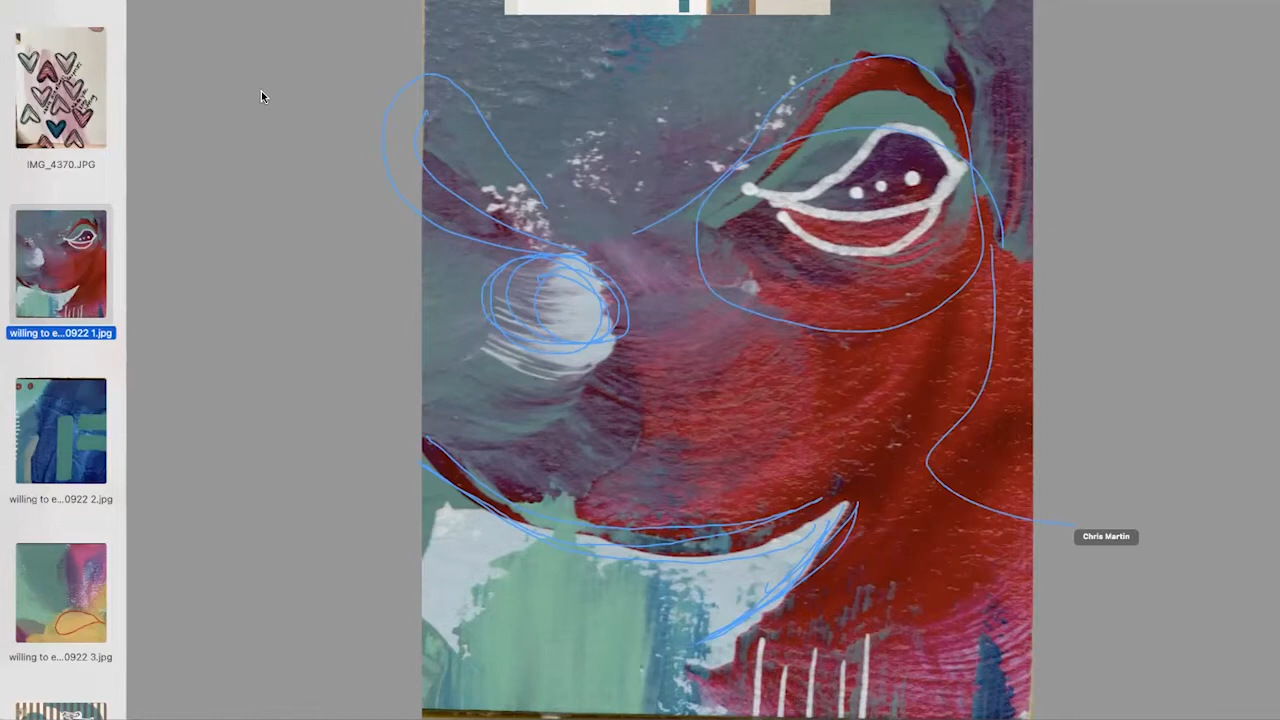 IMG_4370.JPG
willing to e...0922 1.jpg
willing to e...0922 2.jpg
willing to e...0922 3.jpg
Chris Martin